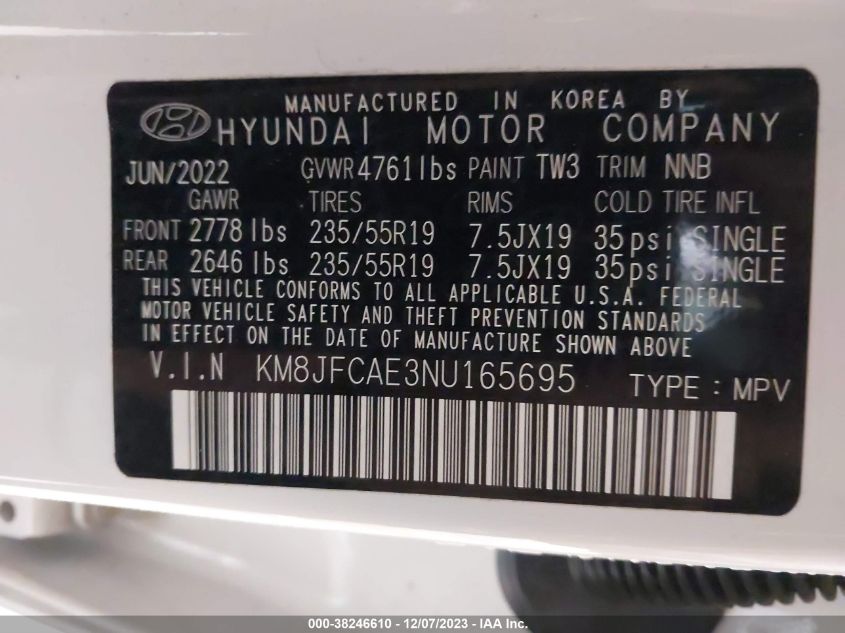 MANUFACTURED IN KOREA BY
HYUNDAI MOTOR COMPANY
JUN/2022 GVWR 4761lbs PAINT TW3 TRIM NNB
GAWR TIRES RIMS COLD TIRE INFL
FRONT 2778 lbs 235/55R19 7.5JX19 35psi SINGLE
REAR 2646 lbs 235/55R19 7.5JX19 35psi SINGLE
THIS VEHICLE CONFORMS TO ALL APPLICABLE U.S.A. FEDERAL
MOTOR VEHICLE SAFETY AND THEFT PREVENTION STANDARDS
IN EFFECT ON THE DATE OF MANUFACTURE SHOWN ABOVE
V.I.N KM8JFCAE3NU165695 TYPE : MPV
000-38246610 - 12/07/2023 - IAA Inc.